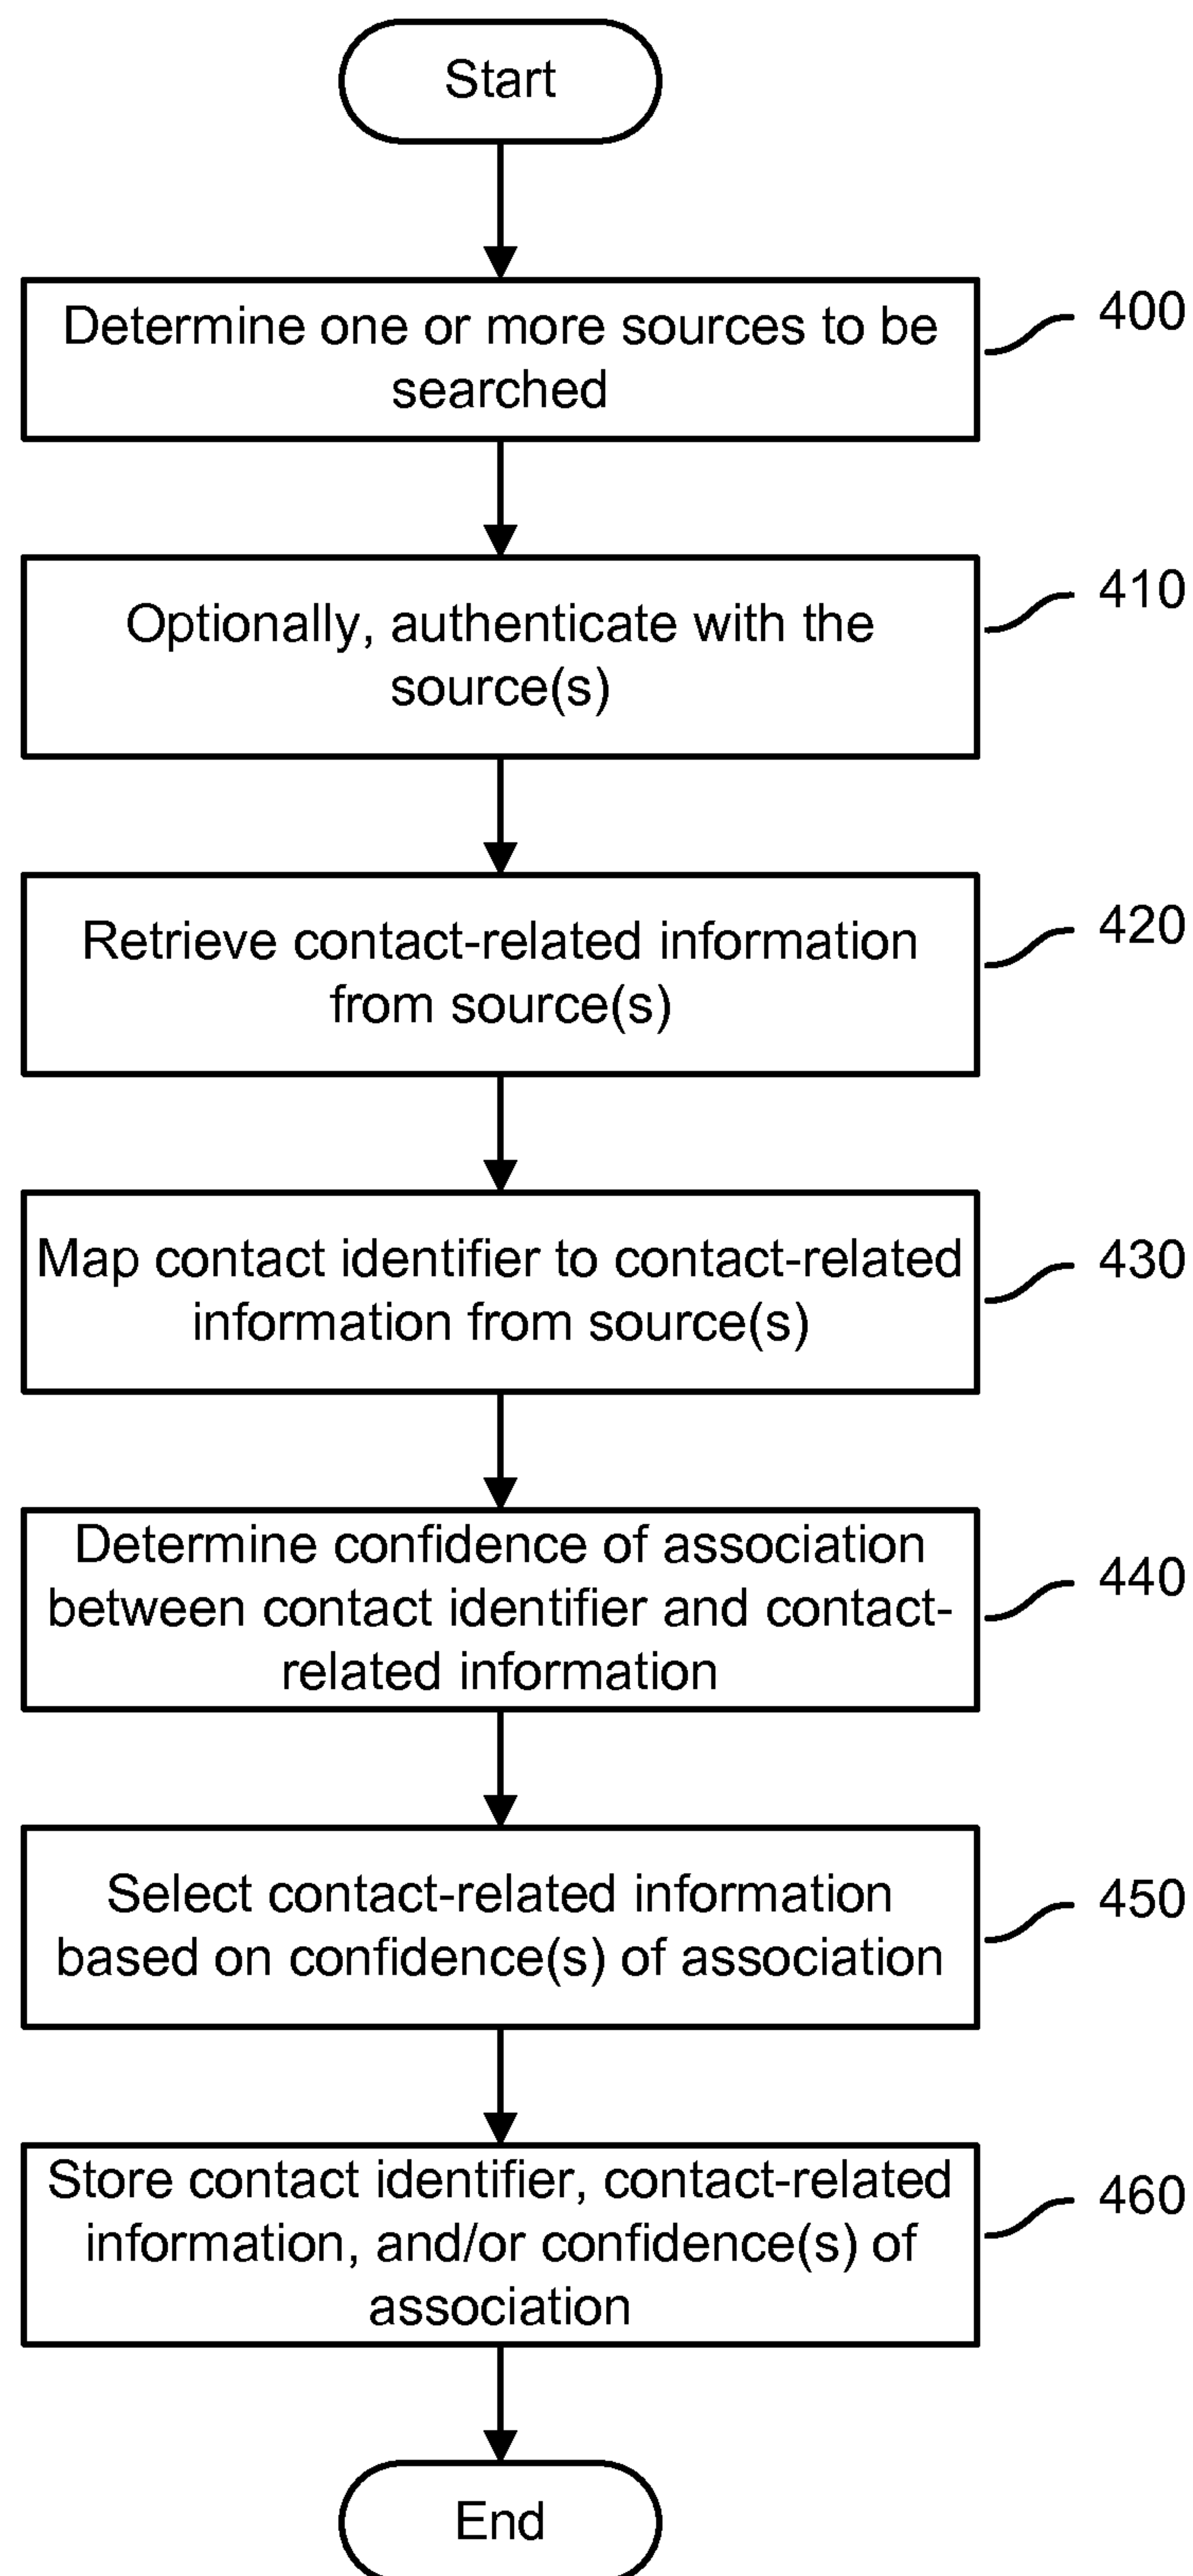 Start
Determine one or more sources to be
searched
400
Optionally, authenticate with the
source(s)
410
Retrieve contact-related information
from source(s)
420
Map contact identifier to contact-related
information from source(s)
430
Determine confidence of association
between contact identifier and contact-
related information
440
Select contact-related information
based on confidence(s) of association
450
Store contact identifier, contact-related
information, and/or confidence(s) of
association
460
End